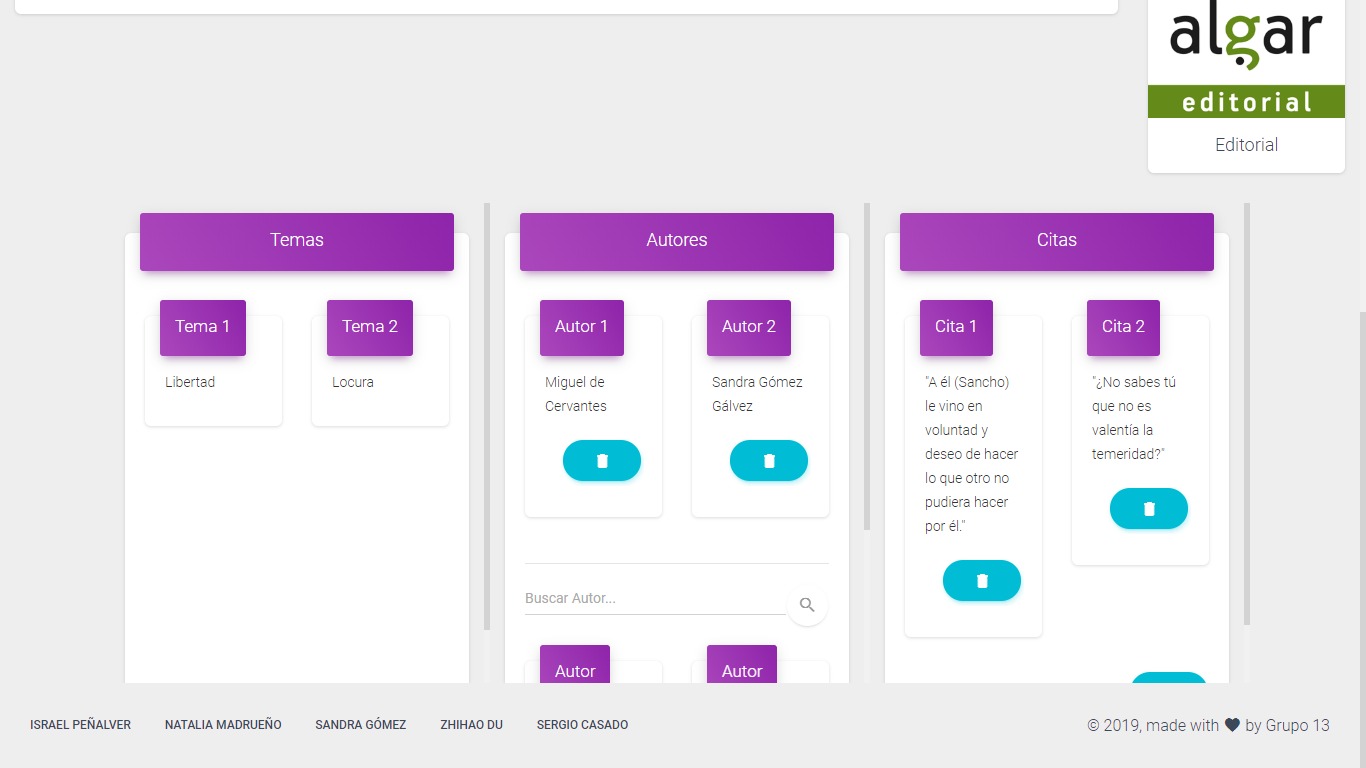 algar
editorial
Editorial
Temas
Tema 1
Libertad
Tema 2
Locura
Autores
Autor 1
Miguel de
Cervantes
Autor 2
Sandra Gómez
Gálvez
Buscar Autor...
Autor
Autor
Citas
Cita 1
"A él (Sancho)
le vino en
voluntad y
deseo de hacer
lo que otro no
pudiera hacer
por él."
Cita 2
"¿No sabes tú
que no es
valentía la
temeridad?"
ISRAEL PEÑALVER NATALIA MADRUEÑO SANDRA GÓMEZ ZHIHAO DU SERGIO CASADO
© 2019, made with ♥ by Grupo 13